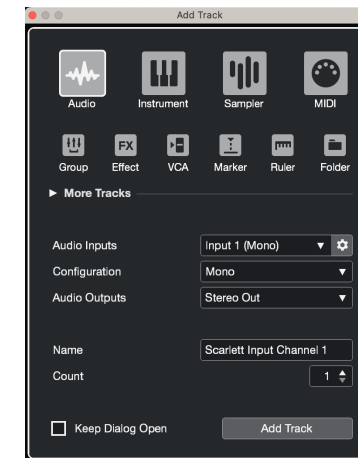 Add Track
Audio Instrument Sampler MIDI
FX
Group Effect VCA Marker Ruler Folder
More Tracks
Audio Inputs Input 1 (Mono)
Configuration Mono
Audio Outputs Stereo Out
Name Scarlett Input Channel 1
Count 1
Keep Dialog Open Add Track